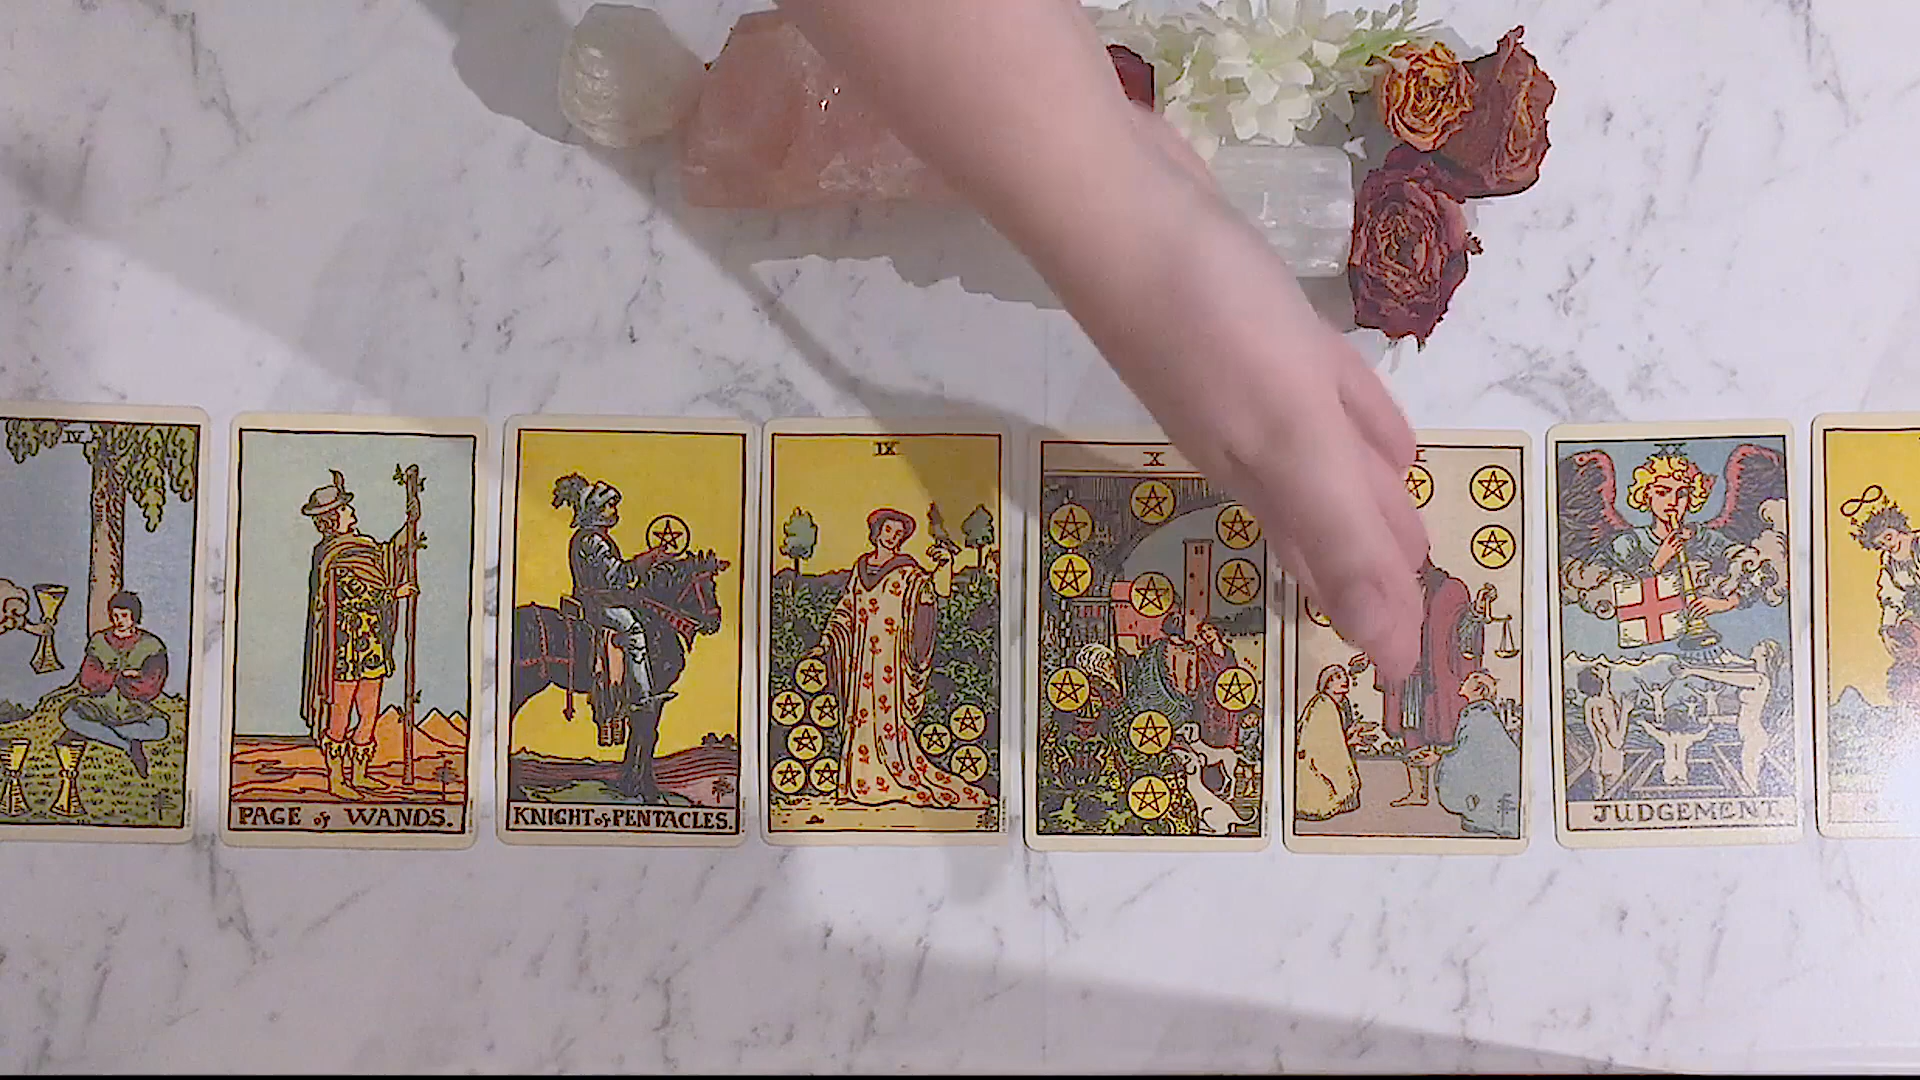 IV
PAGE of WANDS.
KNIGHT of PENTACLES.
IX
X
JUDGEMENT.